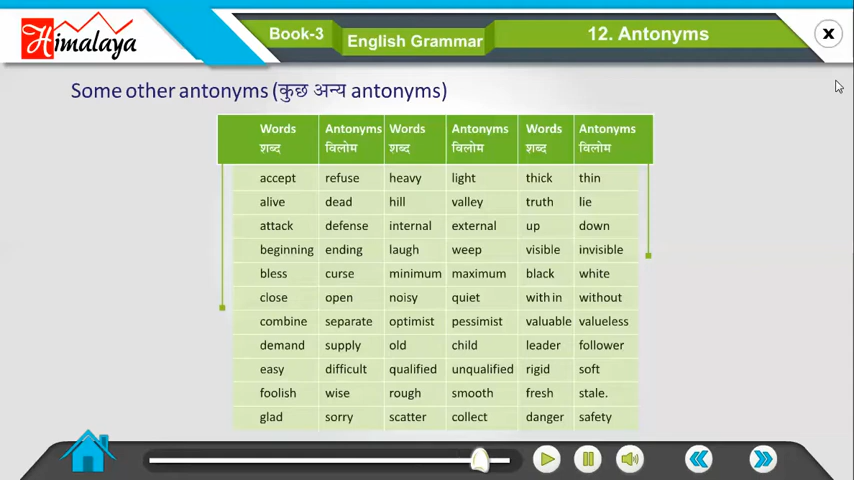 Himalaya
Book-3
English Grammar
12. Antonyms
X
Some other antonyms (कुछ अन्य antonyms)
Words Antonyms Words Antonyms Words Antonyms
शब्द विलोम शब्द विलोम शब्द विलोम
accept refuse heavy light thick thin
alive dead hill valley truth lie
attack defense internal external up down
beginning ending laugh weep visible invisible
bless curse minimum maximum black white
close open noisy quiet with in without
combine separate optimist pessimist valuable valueless
demand supply old child leader follower
easy difficult qualified unqualified rigid soft
foolish wise rough smooth fresh stale.
glad sorry scatter collect danger safety